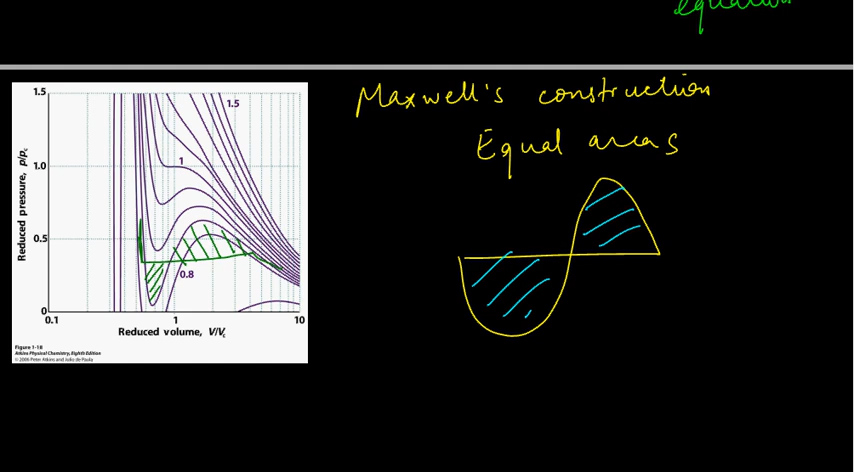 equation
Maxwell's construction
Equal areas
1.5
1.5
1
1.0
Reduced pressure, p/pc
0.5
0.8
0
0.1
1
10
Reduced volume, V/Vc
Figure 1-18
Atkins Physical Chemistry, Eighth Edition
© 2006 Peter Atkins and Julio de Paula